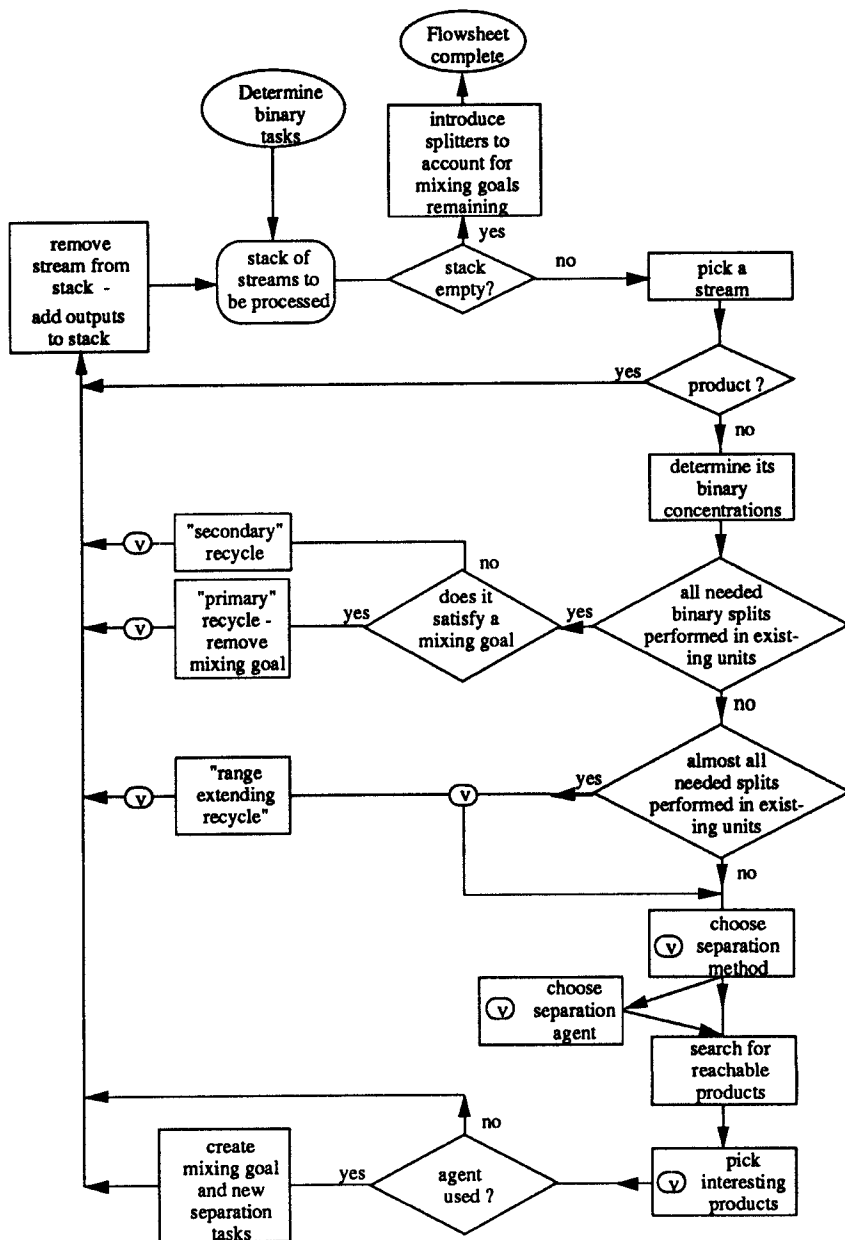 Flowsheet
complete
Determine
binary
tasks
introduce
splitters to
account for
mixing goals
remaining
yes
remove
stream from
stack -
add outputs
to stack
stack of
streams to
be processed
stack
empty?
no
pick a
stream
yes
product ?
no
determine its
binary
concentrations
"secondary"
recycle
v
no
"primary"
recycle -
remove
mixing goal
v
yes
does it
satisfy a
mixing goal
yes
all needed
binary splits
performed in exist-
ing units
no
"range
extending
recycle"
v
v
yes
almost all
needed splits
performed in exist-
ing units
no
v
choose
separation
method
v
choose
separation
agent
search for
reachable
products
no
create
mixing goal
and new
separation
tasks
yes
agent
used ?
v
pick
interesting
products